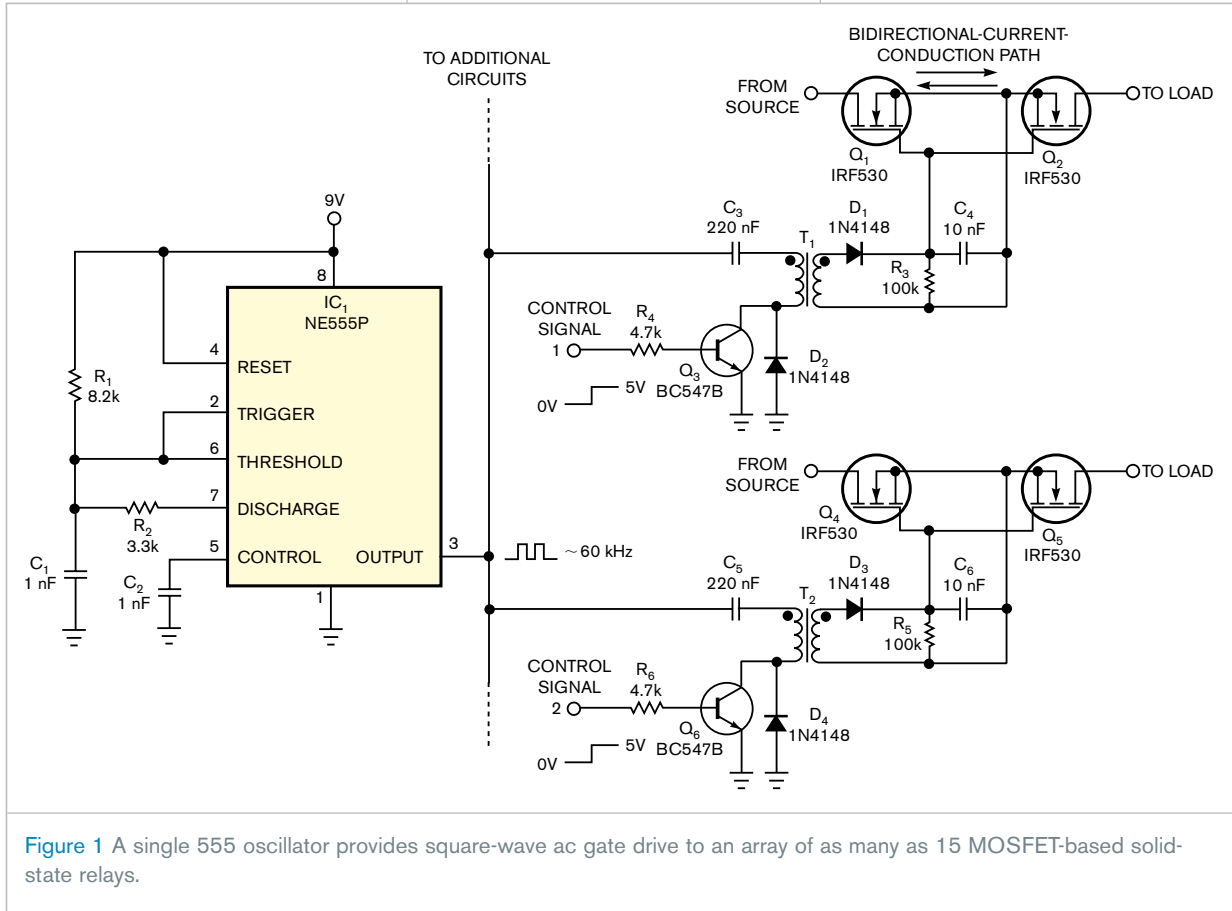 BIDIRECTIONAL-CURRENT-
CONDUCTION PATH
TO ADDITIONAL
CIRCUITS
FROM
SOURCE
TO LOAD
Q1
IRF530
Q2
IRF530
9V
C3
220 nF
T1
D1
1N4148
C4
10 nF
R3
100k
8
IC1
NE555P
CONTROL
SIGNAL
1
R4
4.7k
4
RESET
Q3
BC547B
D2
1N4148
R1
8.2k
0V
5V
2
TRIGGER
6
THRESHOLD
FROM
SOURCE
TO LOAD
7
DISCHARGE
R2
3.3k
Q4
IRF530
Q5
IRF530
5
CONTROL
OUTPUT
3
~60 kHz
C1
1 nF
C2
1 nF
1
C5
220 nF
T2
D3
1N4148
C6
10 nF
R5
100k
CONTROL
SIGNAL
2
R6
4.7k
Q6
BC547B
D4
1N4148
0V
5V
Figure 1 A single 555 oscillator provides square-wave ac gate drive to an array of as many as 15 MOSFET-based solid-
state relays.